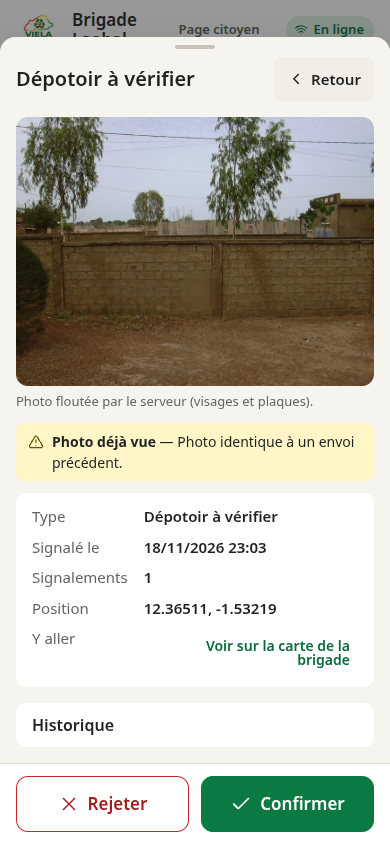 VIELA
Brigade
Page citoyen
En ligne
Dépotoir à vérifier
Retour
Photo floutée par le serveur (visages et plaques).
Photo déjà vue — Photo identique à un envoi
précédent.
Type Dépotoir à vérifier
Signalé le 18/11/2026 23:03
Signalements 1
Position 12.36511, -1.53219
Y aller Voir sur la carte de la
brigade
Historique
Rejeter
Confirmer